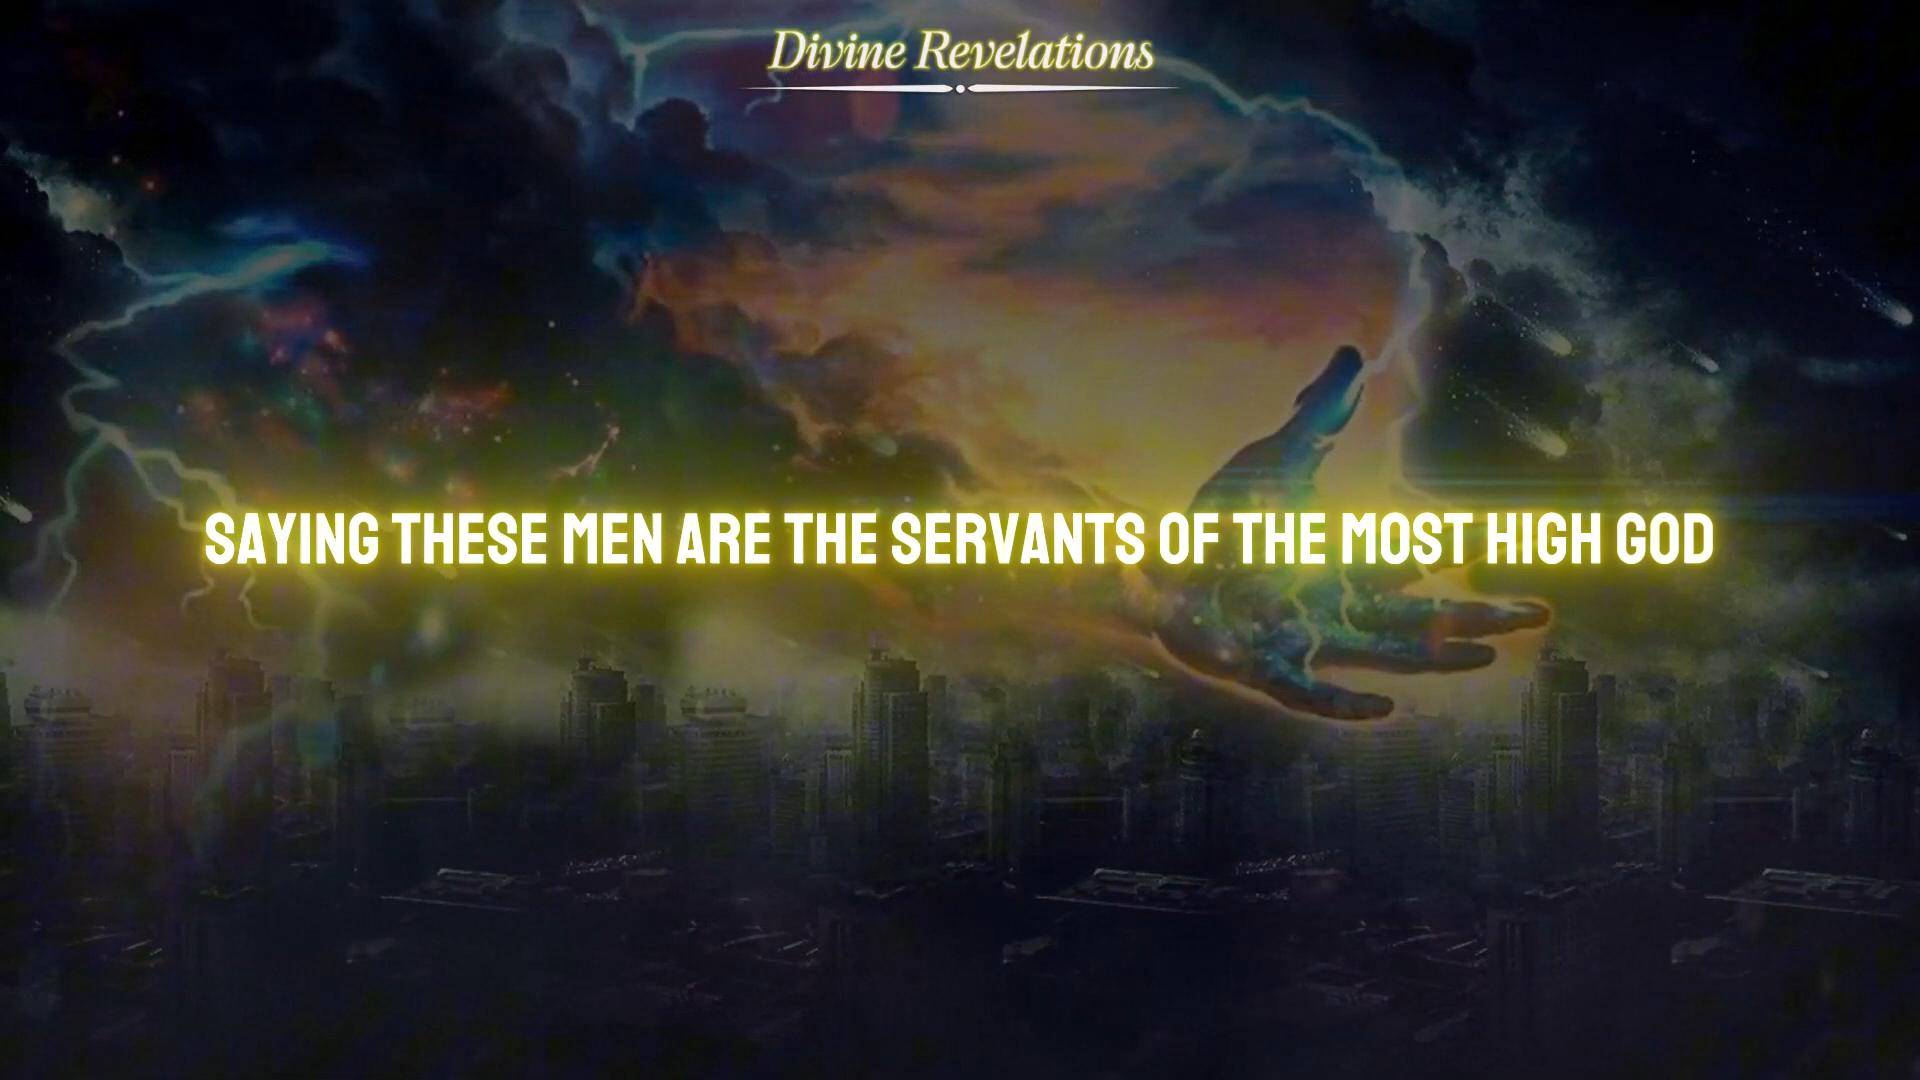 Divine Revelations
SAYING THESE MEN ARE THE SERVANTS OF THE MOST HIGH GOD